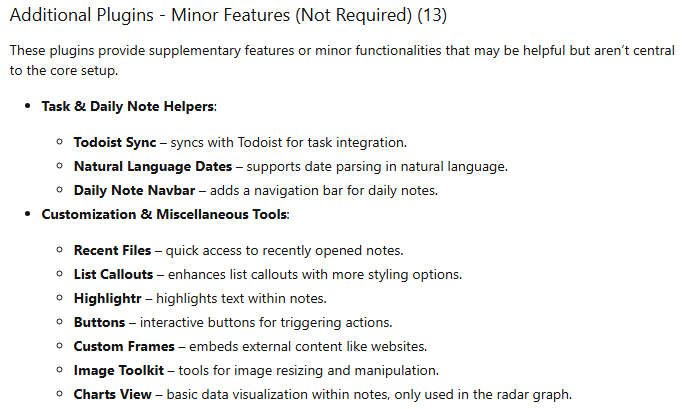 Additional Plugins - Minor Features (Not Required) (13)
These plugins provide supplementary features or minor functionalities that may be helpful but aren't central
to the core setup.
• Task & Daily Note Helpers:
◦ Todoist Sync – syncs with Todoist for task integration.
◦ Natural Language Dates – supports date parsing in natural language.
◦ Daily Note Navbar – adds a navigation bar for daily notes.
• Customization & Miscellaneous Tools:
◦ Recent Files – quick access to recently opened notes.
◦ List Callouts – enhances list callouts with more styling options.
◦ Highlightr – highlights text within notes.
◦ Buttons – interactive buttons for triggering actions.
◦ Custom Frames – embeds external content like websites.
◦ Image Toolkit – tools for image resizing and manipulation.
◦ Charts View – basic data visualization within notes, only used in the radar graph.